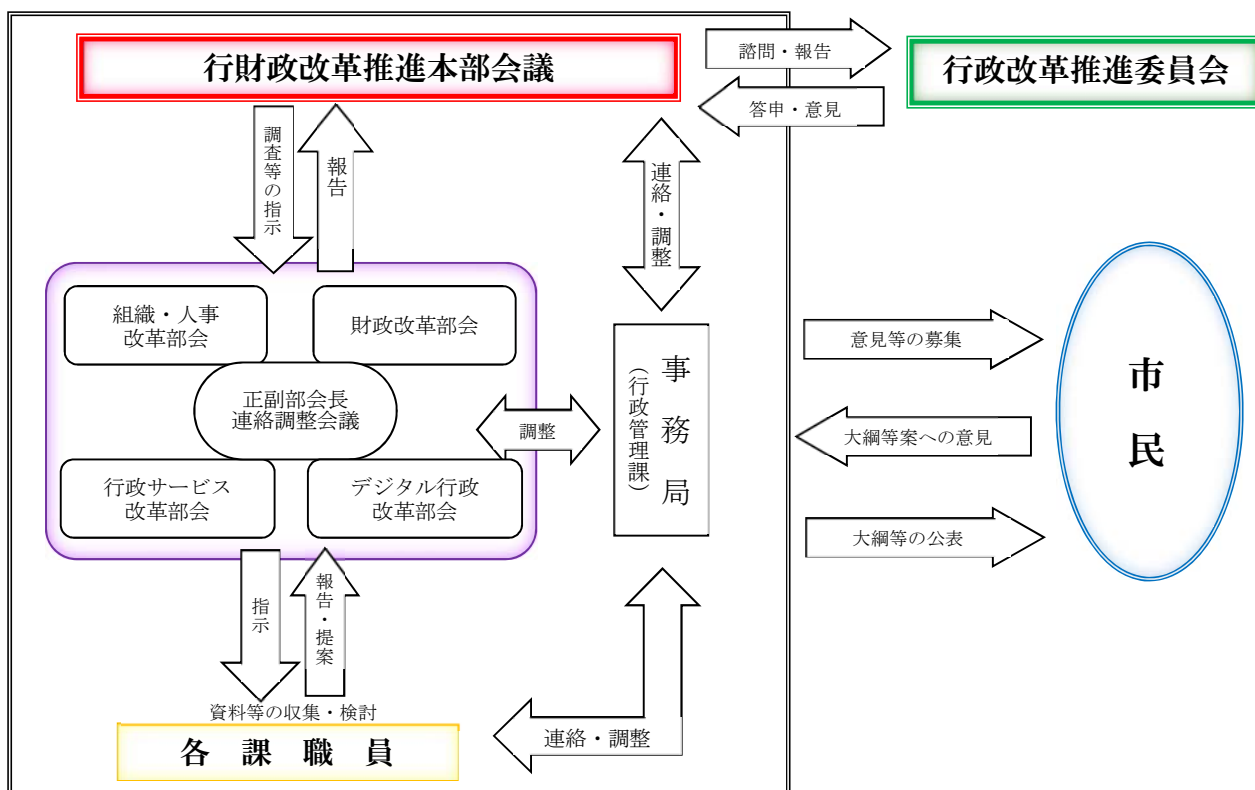 行財政改革推進本部会議
諮問・報告
答申・意見
行政改革推進委員会
調査等の指示
報告
連絡・調整
組織・人事
改革部会
財政改革部会
正副部会長
連絡調整会議
行政サービス
改革部会
デジタル行政
改革部会
調整
事務局
（行政管理課）
意見等の募集
大綱等案への意見
大綱等の公表
市民
指示
報告・提案
資料等の収集・検討
各課職員
連絡・調整